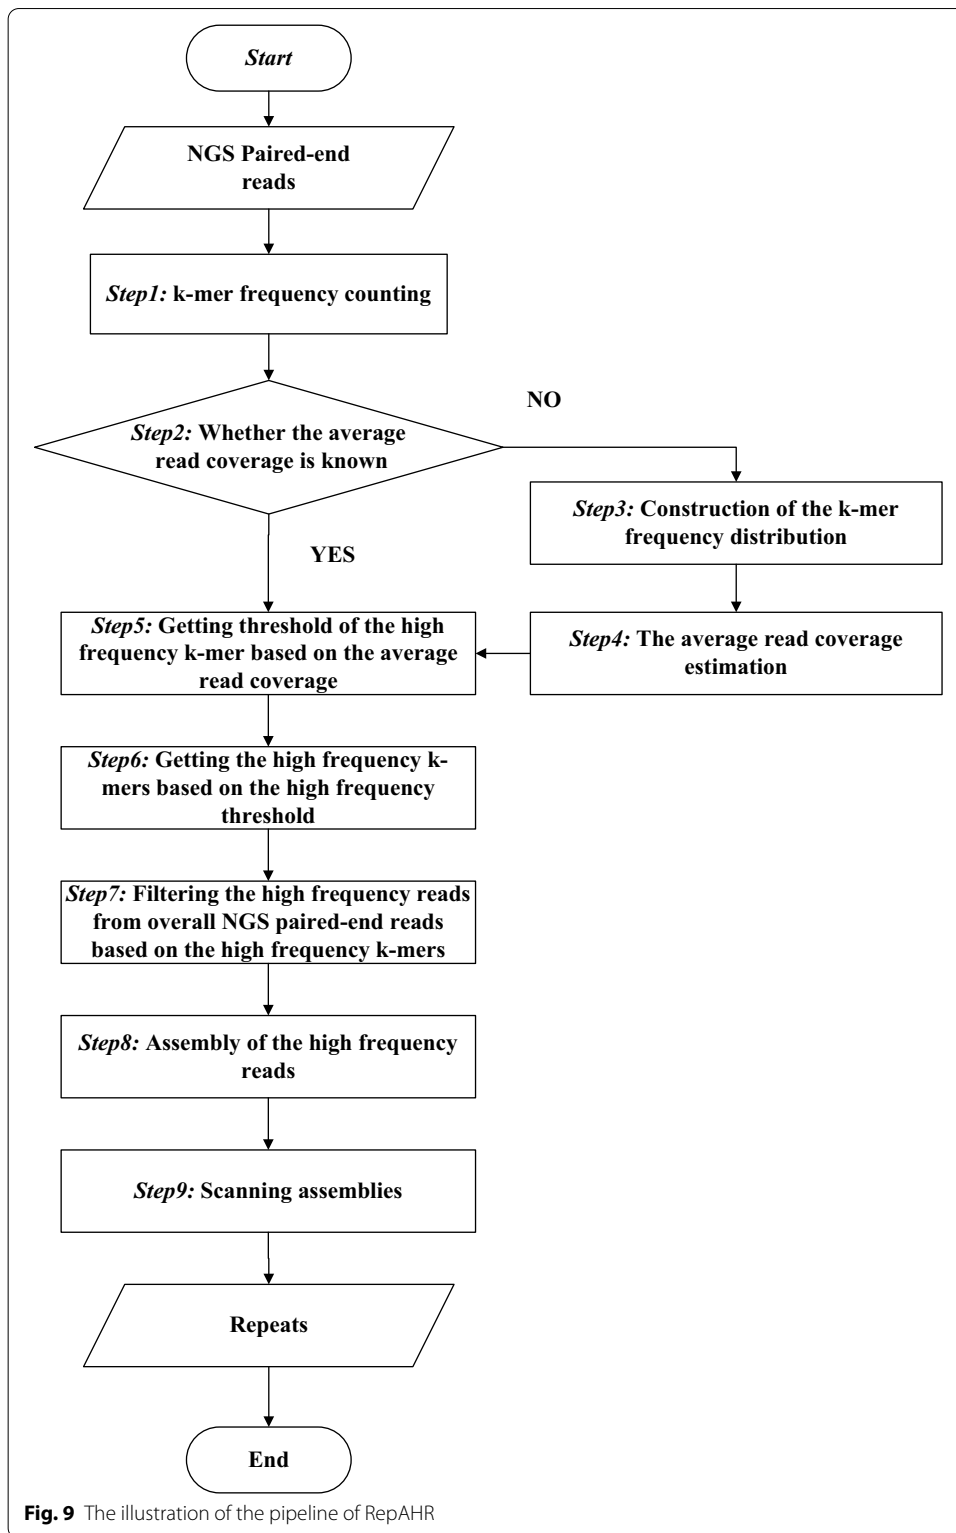 Start
NGS Paired-end
reads
Step1: k-mer frequency counting
NO
Step2: Whether the average
read coverage is known
Step3: Construction of the k-mer
frequency distribution
YES
Step5: Getting threshold of the high
frequency k-mer based on the average
read coverage
Step4: The average read coverage
estimation
Step6: Getting the high frequency k-
mers based on the high frequency
threshold
Step7: Filtering the high frequency reads
from overall NGS paired-end reads
based on the high frequency k-mers
Step8: Assembly of the high frequency
reads
Step9: Scanning assemblies
Repeats
End
Fig. 9 The illustration of the pipeline of RepAHR